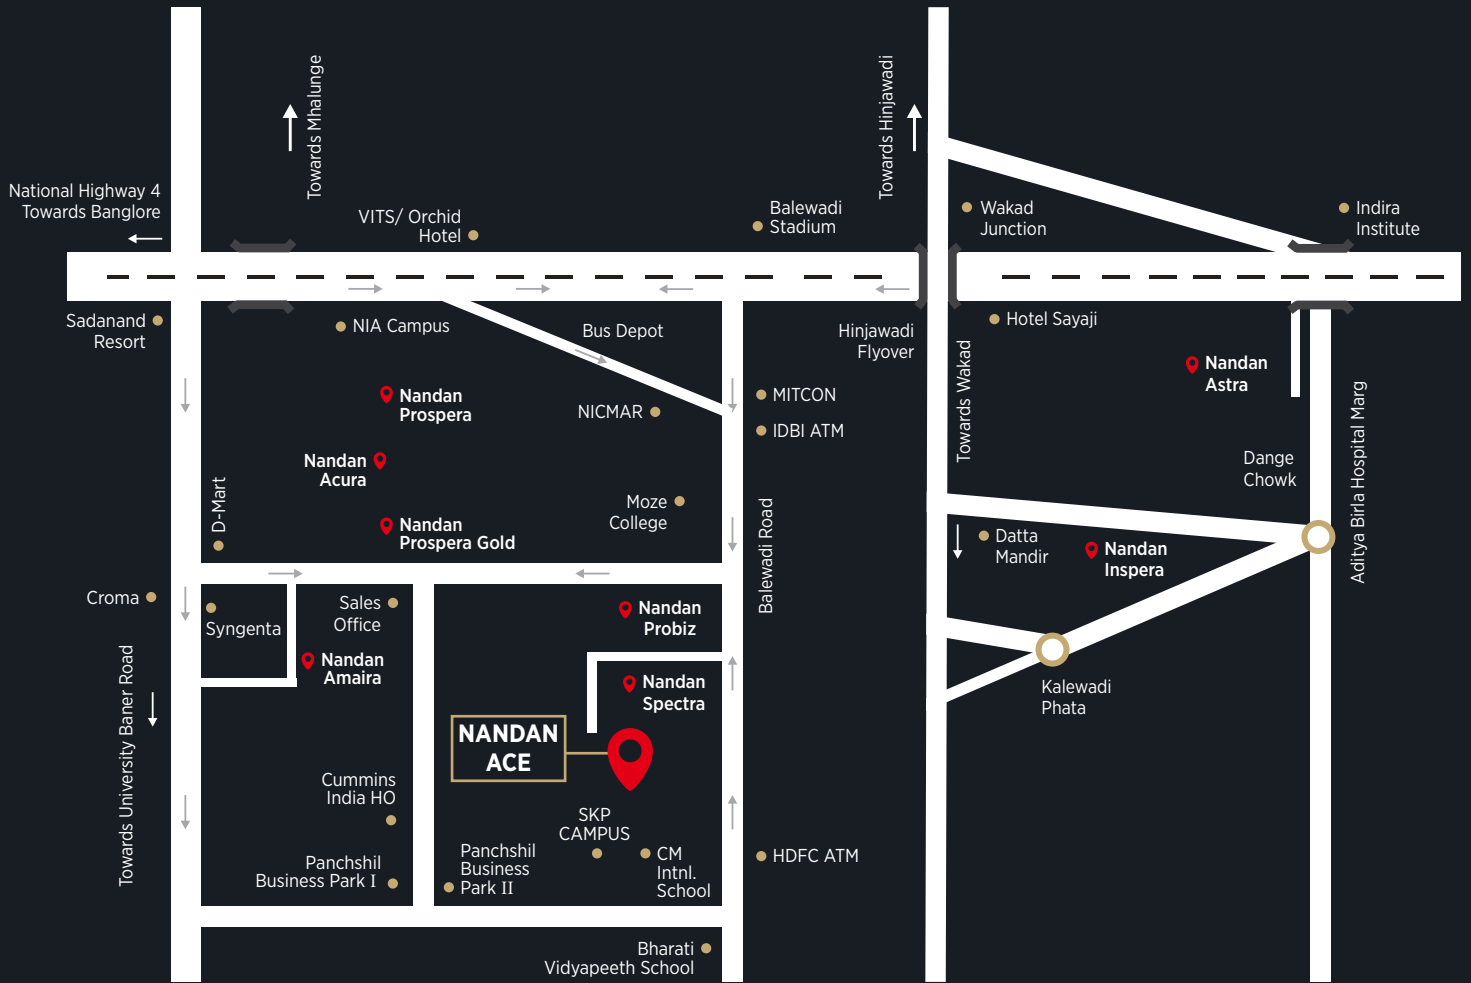 Towards Mhalunge
Towards Hinjawadi
National Highway 4
Towards Banglore
VITS/ Orchid
Hotel
Balewadi
Stadium
Wakad
Junction
Indira
Institute
Sadanand
Resort
NIA Campus
Bus Depot
Hinjawadi
Flyover
Hotel Sayaji
Towards Wakad
Nandan
Astra
Nandan
Prospera
NICMAR
MITCON
IDBI ATM
Aditya Birla Hospital Marg
Nandan
Acura
Dange
Chowk
D-Mart
Moze
College
Nandan
Prospera Gold
Balewadi Road
Datta
Mandir
Nandan
Inspera
Croma
Syngenta
Sales
Office
Nandan
Probiz
Nandan
Amaira
Nandan
Spectra
Kalewadi
Phata
Towards University Baner Road
NANDAN
ACE
Cummins
India HO
SKP
CAMPUS
Panchshil
Business Park I
Panchshil
Business
Park II
CM
Intnl.
School
HDFC ATM
Bharati
Vidyapeeth School